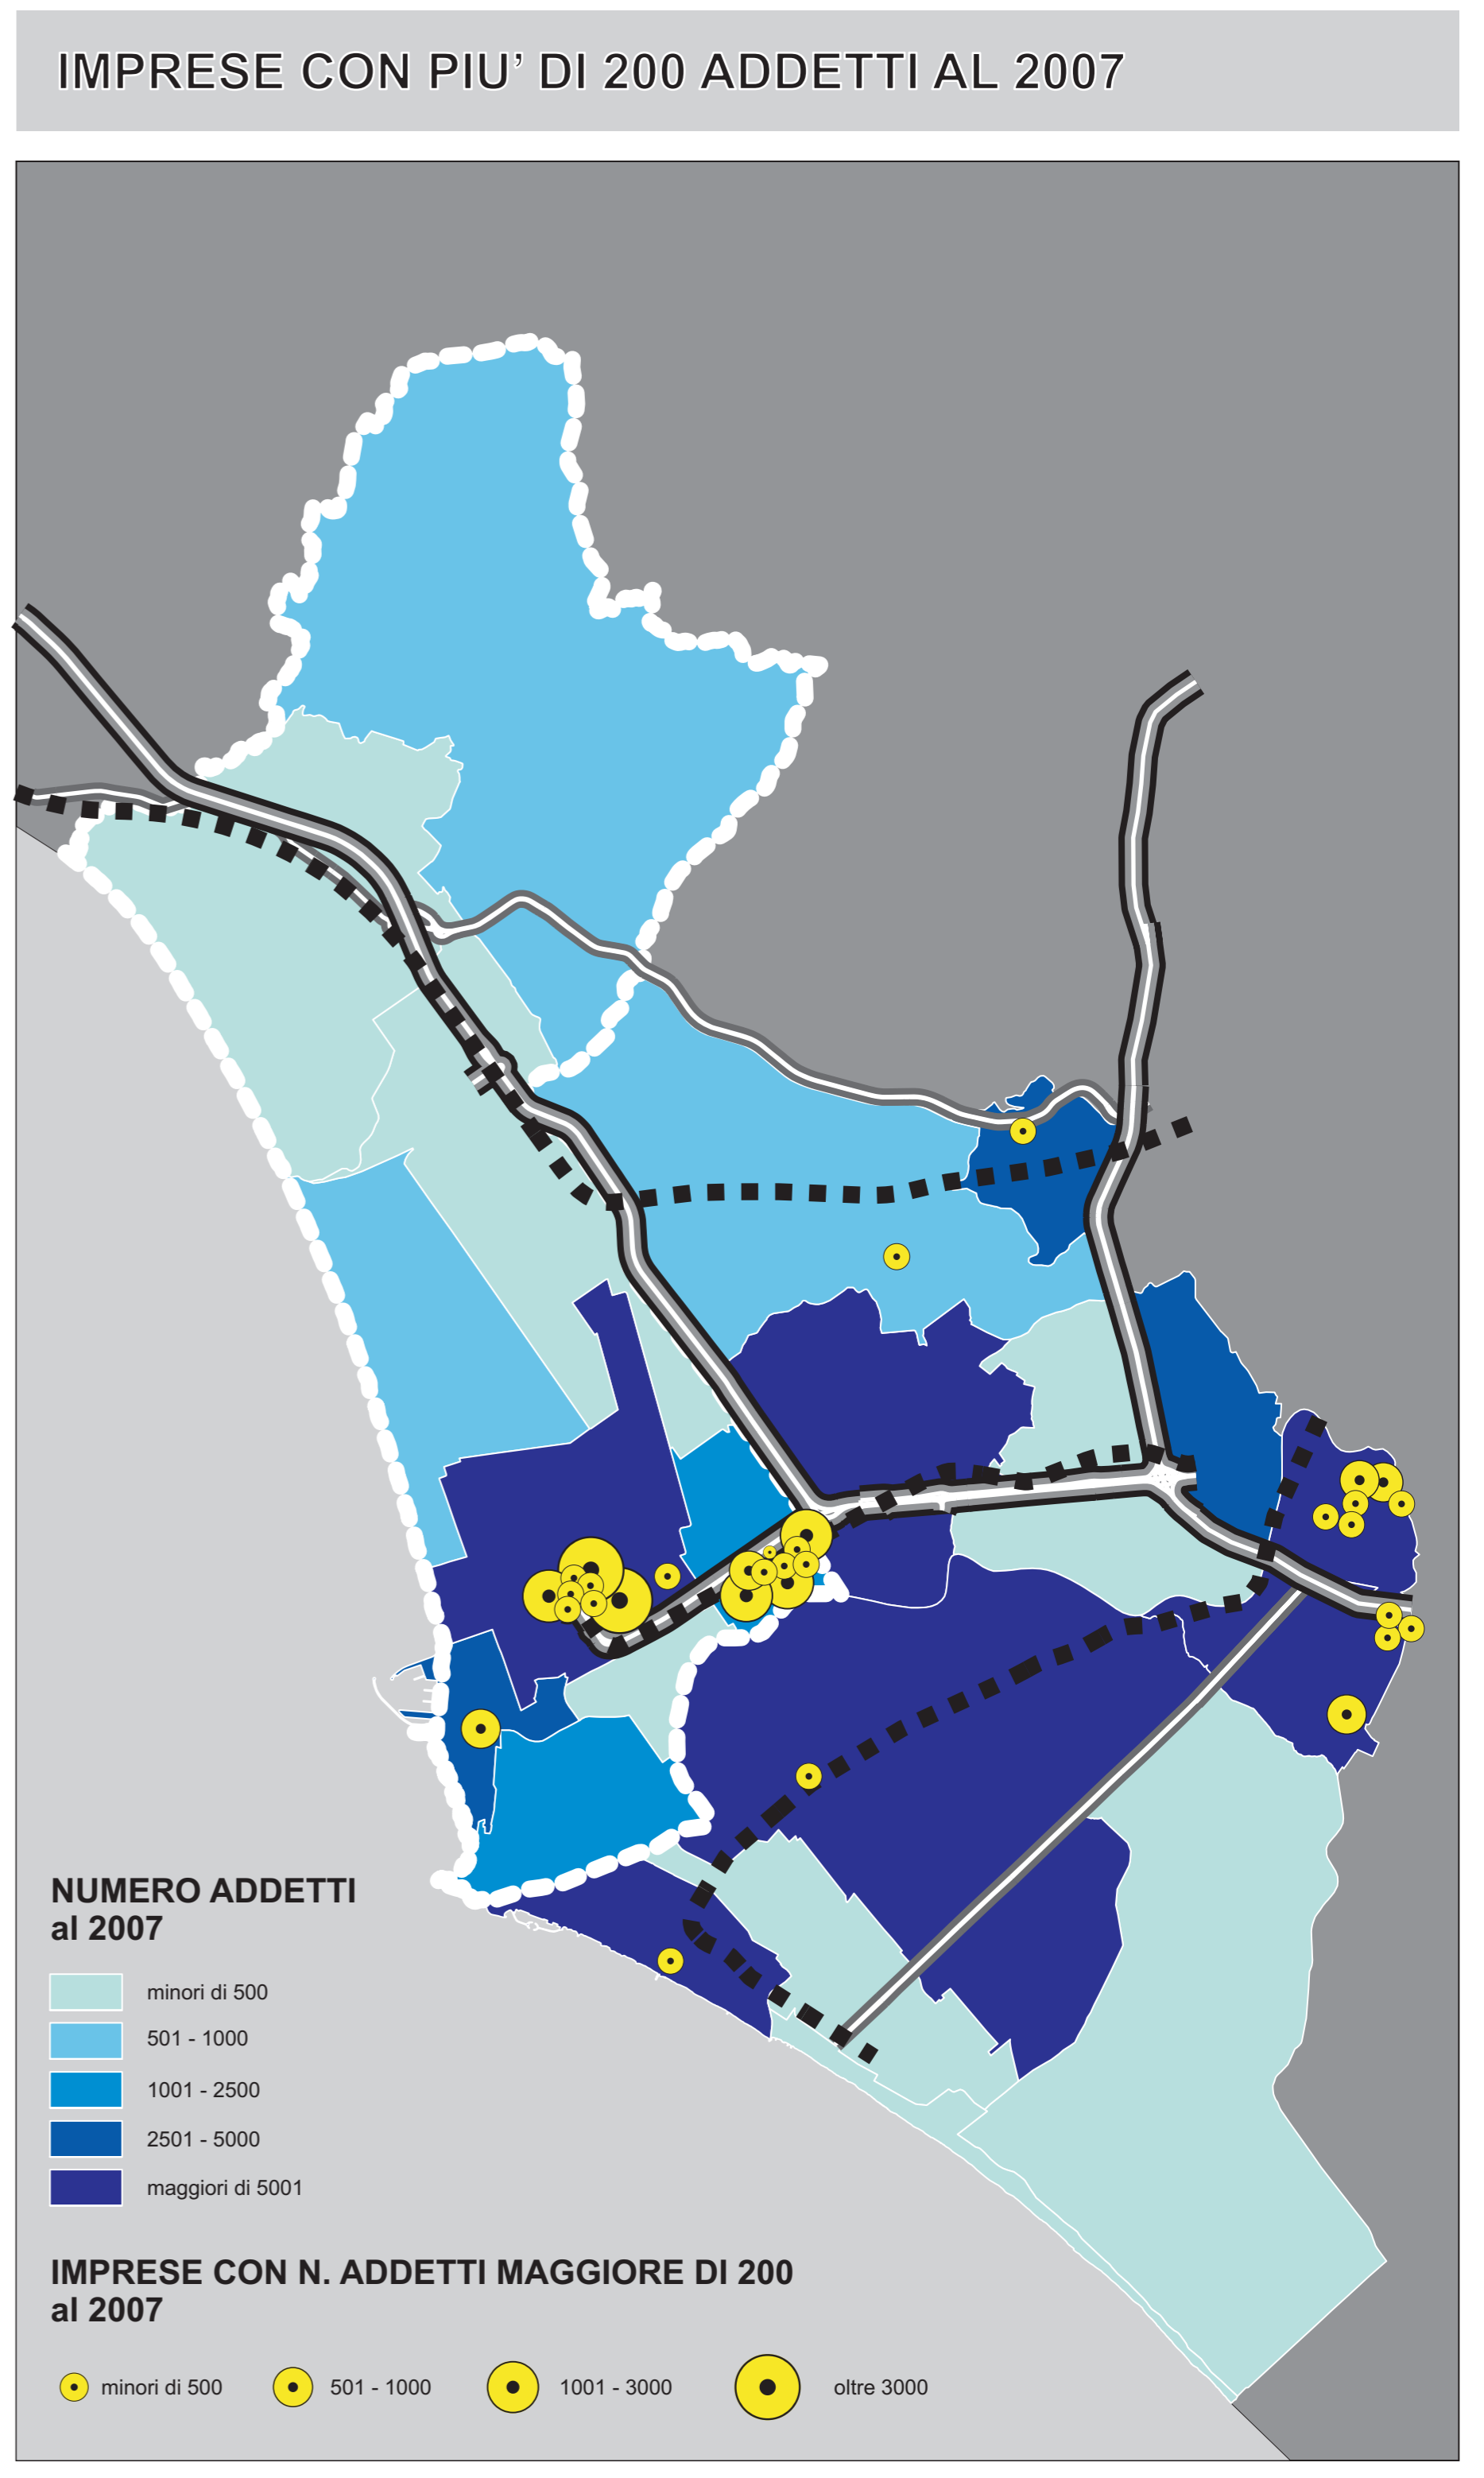 IMPRESE CON PIU’ DI 200 ADDETTI AL 2007
NUMERO ADDETTI
al 2007
minori di 500
501 - 1000
1001 - 2500
2501 - 5000
maggiori di 5001
IMPRESE CON N. ADDETTI MAGGIORE DI 200
al 2007
minori di 500 501 - 1000 1001 - 3000 oltre 3000